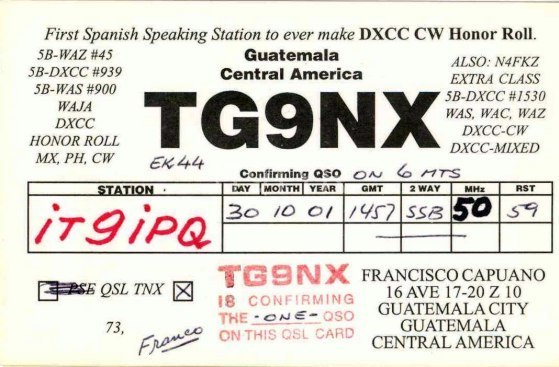 First Spanish Speaking Station to ever make DXCC CW Honor Roll.
5B-WAZ #45
5B-DXCC #939
5B-WAS #900
WAJA
DXCC
HONOR ROLL
MX, PH, CW
Guatemala
Central America
ALSO: N4FKZ
EXTRA CLASS
5B-DXCC #1530
WAS, WAC, WAZ
DXCC-CW
DXCC-MIXED
TG9NX
EK44
Confirming QSO ON 6 MTS
STATION DAY MONTH YEAR GMT 2 WAY MHz RST
iT9iPQ 30 10 01 1457 SSB 50 59
PSE QSL TNX
73,
Franco
TG9NX
IS CONFIRMING
THE -ONE- QSO
ON THIS QSL CARD
FRANCISCO CAPUANO
16 AVE 17-20 Z 10
GUATEMALA CITY
GUATEMALA
CENTRAL AMERICA